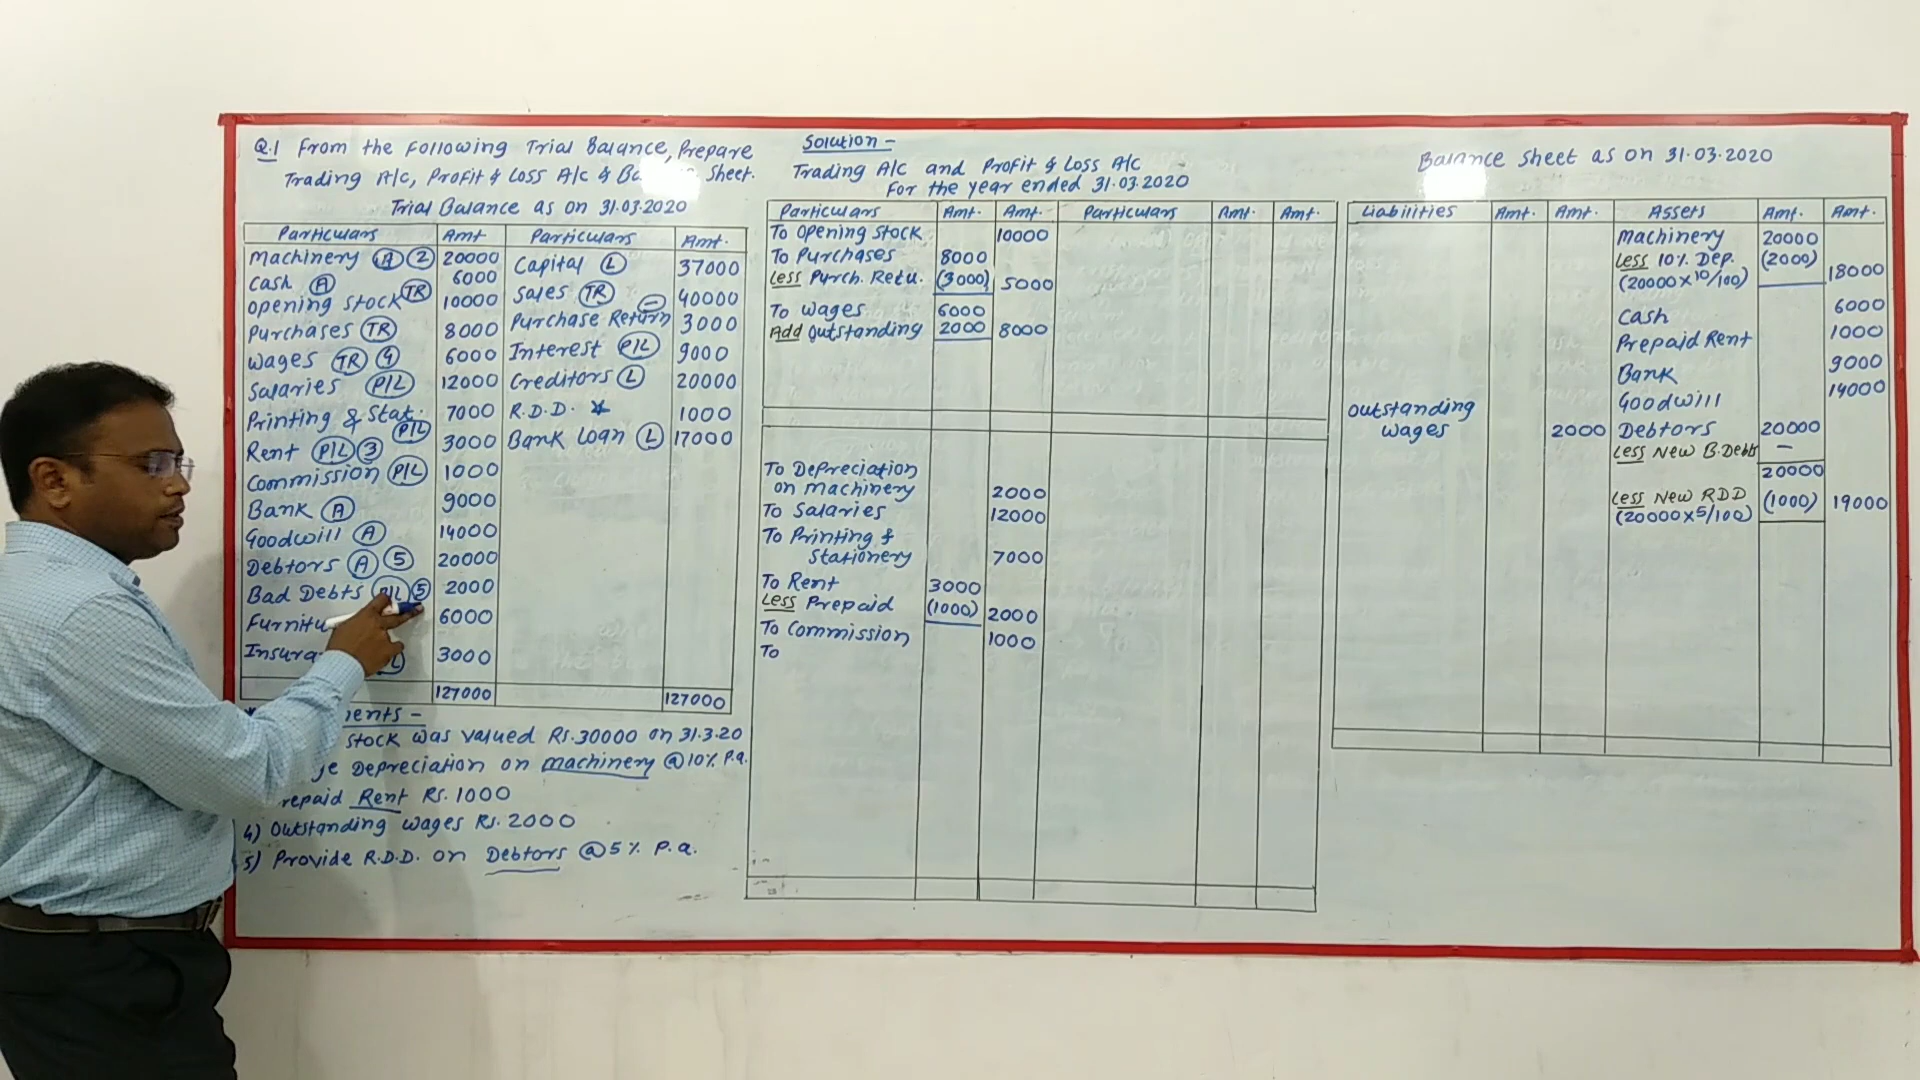 Q.1 From the Following Trial Balance, Prepare
Trading A/c, Profit & Loss A/c & Ba Sheet.
Trial Balance as on 31.03.2020
Particulars Amt Particulars Amt.
Machinery (A) (2) 20000 Capital (L) 37000
Cash (A) 6000 Sales (TR) 40000
Opening Stock (TR) 10000 Purchase Return (-) 3000
Purchases (TR) 8000 Interest (P/L) 9000
Wages (TR) (4) 6000 Creditors (L) 20000
Salaries (P/L) 12000 R.D.D. * 1000
Printing & Stat. (P/L) 7000 Bank Loan (L) 17000
Rent (P/L) (3) 3000
Commission (P/L) 1000
Bank (A) 9000
Goodwill (A) 14000
Debtors (A) (5) 20000
Bad Debts (P/L) (5) 2000
Furnitu 6000
Insura 3000
127000 127000
ents -
stock was valued Rs.30000 on 31.3.20
ge Depreciation on machinery @10% P.a.
repaid Rent Rs. 1000
4) Outstanding wages Rs. 2000
5) Provide R.D.D. on Debtors @5% p.a.
Solution -
Trading A/c and Profit & Loss A/c
For the year ended 31.03.2020
Particulars Amt. Amt. Particulars Amt. Amt.
To Opening Stock 10000
To Purchases 8000
Less Purch. Retu. (3000) 5000
To Wages 6000
Add Outstanding 2000 8000
To Depreciation
on machinery 2000
To Salaries 12000
To Printing &
Stationery 7000
To Rent 3000
Less Prepaid (1000) 2000
To Commission 1000
To
Balance Sheet as on 31.03.2020
Liabilities Amt. Amt. Assets Amt. Amt.
Machinery 20000
Less 10% Dep. (2000)
(20000×10/100) 18000
Cash 6000
Prepaid Rent 1000
Bank 9000
Goodwill 14000
Outstanding
wages 2000 Debtors 20000
Less New B.Debts —
20000
Less New RDD (1000) 19000
(20000×5/100)